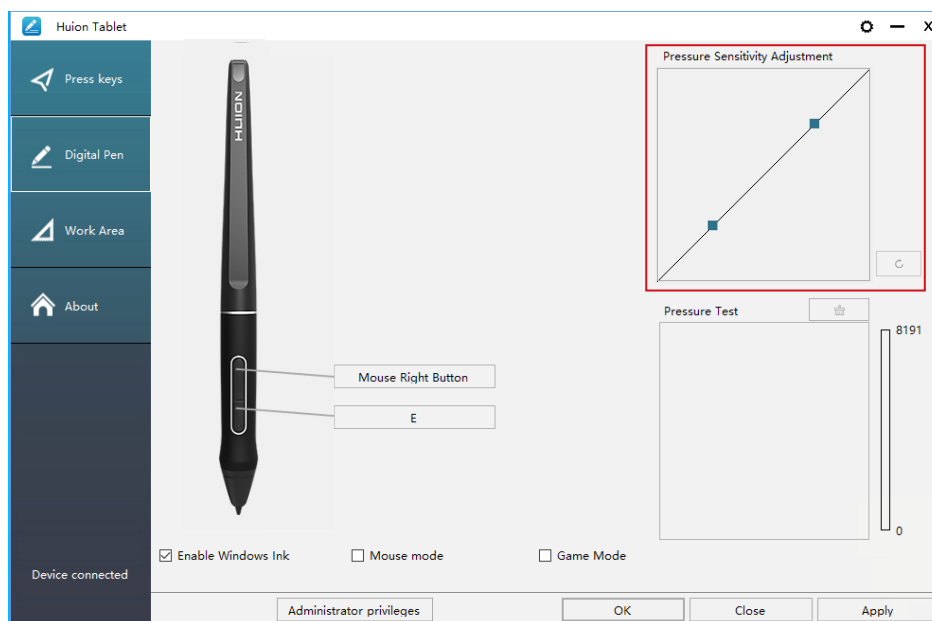 Huion Tablet
X
Press keys
Digital Pen
Work Area
About
Device connected
HUION
Mouse Right Button
E
Pressure Sensitivity Adjustment
Pressure Test
8191
0
Enable Windows Ink
Mouse mode
Game Mode
Administrator privileges
OK
Close
Apply